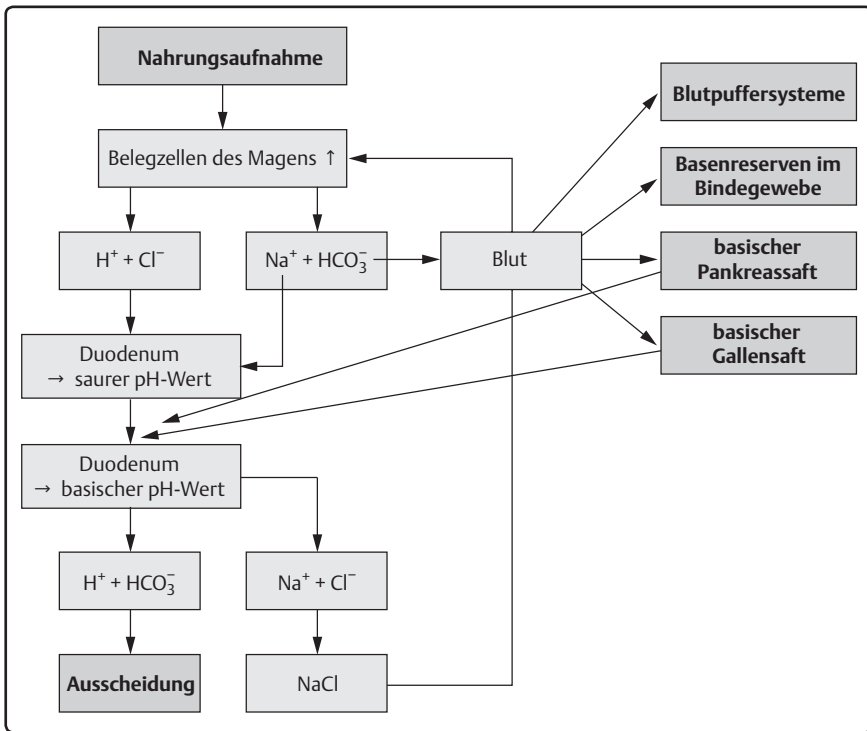 Nahrungsaufnahme
Belegzellen des Magens ↑
H⁺ + Cl⁻
Na⁺ + HCO₃⁻
Blut
Blutpuffersysteme
Basenreserven im
Bindegewebe
basischer
Pankreassaft
basischer
Gallensaft
Duodenum
→ saurer pH-Wert
Duodenum
→ basischer pH-Wert
H⁺ + HCO₃⁻
Na⁺ + Cl⁻
Ausscheidung
NaCl